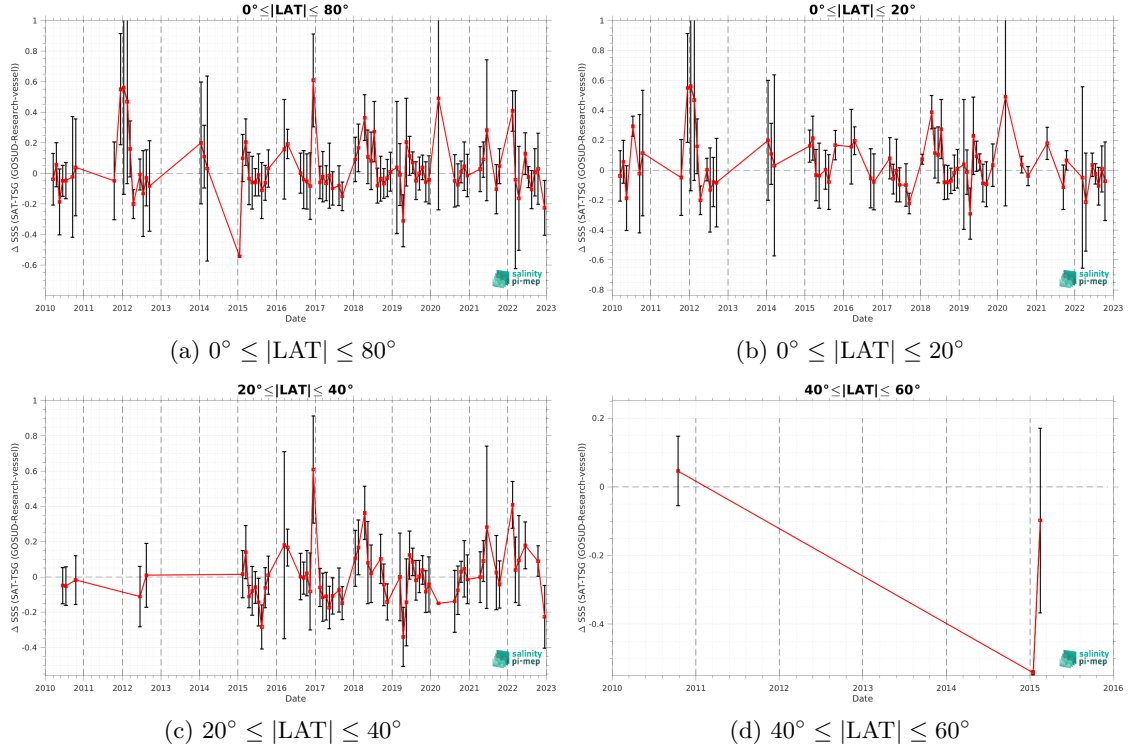 0°≤|LAT|≤ 80°
Δ SSS (SAT-TSG (GOSUD-Research-vessel))
1
0.8
0.6
0.4
0.2
0
-0.2
-0.4
-0.6
2010 2011 2012 2013 2014 2015 2016 2017 2018 2019 2020 2021 2022 2023
Date
salinity
pi-mep
(a) 0° ≤ |LAT| ≤ 80°
0°≤|LAT|≤ 20°
Δ SSS (SAT-TSG (GOSUD-Research-vessel))
1
0.8
0.6
0.4
0.2
0
-0.2
-0.4
-0.6
-0.8
2010 2011 2012 2013 2014 2015 2016 2017 2018 2019 2020 2021 2022 2023
Date
salinity
pi-mep
(b) 0° ≤ |LAT| ≤ 20°
20°≤|LAT|≤ 40°
Δ SSS (SAT-TSG (GOSUD-Research-vessel))
1
0.8
0.6
0.4
0.2
0
-0.2
-0.4
2010 2011 2012 2013 2014 2015 2016 2017 2018 2019 2020 2021 2022 2023
Date
salinity
pi-mep
(c) 20° ≤ |LAT| ≤ 40°
40°≤|LAT|≤ 60°
Δ SSS (SAT-TSG (GOSUD-Research-vessel))
0.2
0
-0.2
-0.4
2010 2011 2012 2013 2014 2015 2016
Date
salinity
pi-mep
(d) 40° ≤ |LAT| ≤ 60°